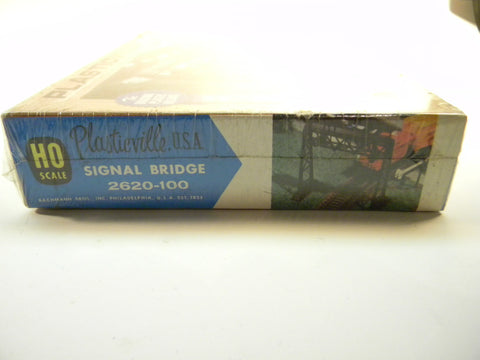 HO
SCALE
Plasticville, U.S.A.
SIGNAL BRIDGE
2620-100
BACHMANN BROS., INC. PHILADELPHIA, U.S.A. EST. 1833